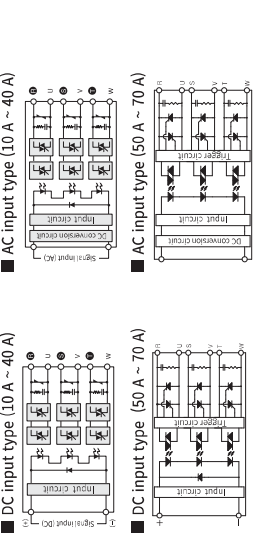 ■ AC input type (10 A ~ 40 A)
R U S V T W
Input circuit
DC conversion circuit
Signal input (AC)
■ AC input type (50 A ~ 70 A)
R U S V T W
Trigger circuit
Input circuit
DC conversion circuit
■ DC input type (10 A ~ 40 A)
R U S V T W
Input circuit
(+) Signal input (DC) (-)
■ DC input type (50 A ~ 70 A)
R U S V T W
Trigger circuit
Input circuit
+ −